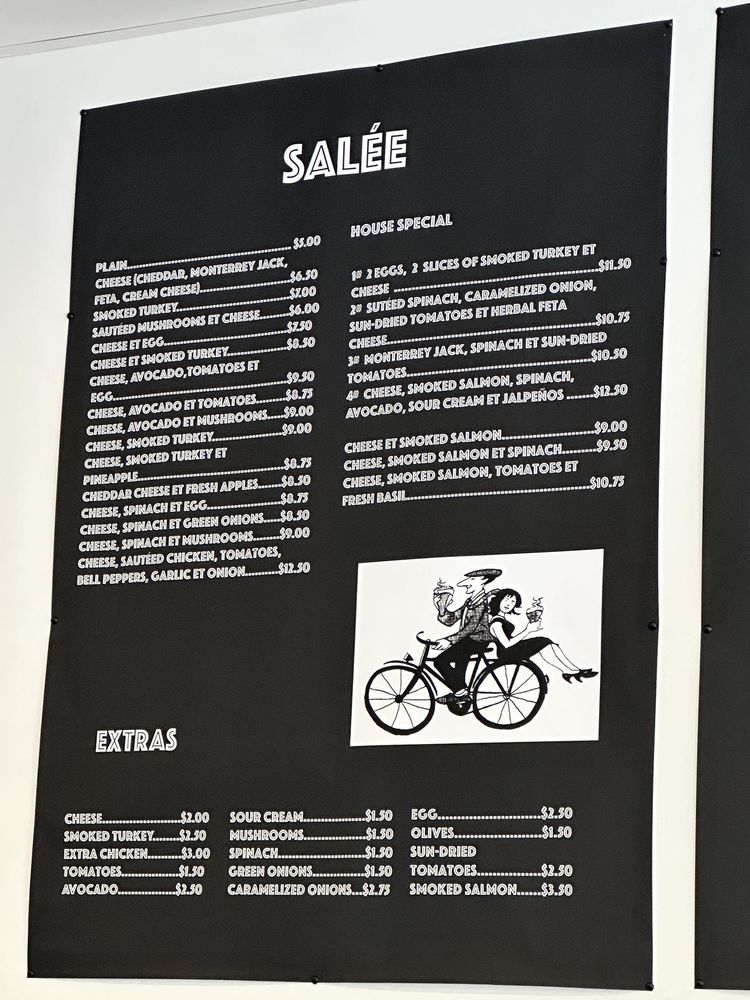 SALÉE
PLAIN.......... $5.00
CHEESE (CHEDDAR, MONTERREY JACK,
FETA, CREAM CHEESE)..........$6.50
SMOKED TURKEY..........$7.00
SAUTÉED MUSHROOMS ET CHEESE..........$6.00
CHEESE ET EGG..........$7.50
CHEESE ET SMOKED TURKEY..........$8.50
CHEESE, AVOCADO,TOMATOES ET
EGG..........$9.50
CHEESE, AVOCADO ET TOMATOES..........$8.75
CHEESE, AVOCADO ET MUSHROOMS.....$9.00
CHEESE, SMOKED TURKEY..........$9.00
CHEESE, SMOKED TURKEY ET
PINEAPPLE..........$8.75
CHEDDAR CHEESE ET FRESH APPLES.......$8.50
CHEESE, SPINACH ET EGG..........$8.75
CHEESE, SPINACH ET GREEN ONIONS.....$8.50
CHEESE, SPINACH ET MUSHROOMS........$9.00
CHEESE, SAUTÉED CHICKEN, TOMATOES,
BELL PEPPERS, GARLIC ET ONION..........$12.50
HOUSE SPECIAL
1# 2 EGGS, 2 SLICES OF SMOKED TURKEY ET
CHEESE ..........$11.50
2# SUTÉED SPINACH, CARAMELIZED ONION,
SUN-DRIED TOMATOES ET HERBAL FETA
CHEESE..........$10.75
3# MONTERREY JACK, SPINACH ET SUN-DRIED
TOMATOES..........$10.50
4# CHEESE, SMOKED SALMON, SPINACH,
AVOCADO, SOUR CREAM ET JALPEÑOS .......$12.50
CHEESE ET SMOKED SALMON..........$9.00
CHEESE, SMOKED SALMON ET SPINACH.........$9.50
CHEESE, SMOKED SALMON, TOMATOES ET
FRESH BASIL..........$10.75
EXTRAS
CHEESE..........$2.00
SMOKED TURKEY.......$2.50
EXTRA CHICKEN.........$3.00
TOMATOES..........$1.50
AVOCADO..........$2.50
SOUR CREAM..........$1.50
MUSHROOMS..........$1.50
SPINACH..........$1.50
GREEN ONIONS..........$1.50
CARAMELIZED ONIONS...$2.75
EGG..........$2.50
OLIVES..........$1.50
SUN-DRIED
TOMATOES..........$2.50
SMOKED SALMON.......$3.50